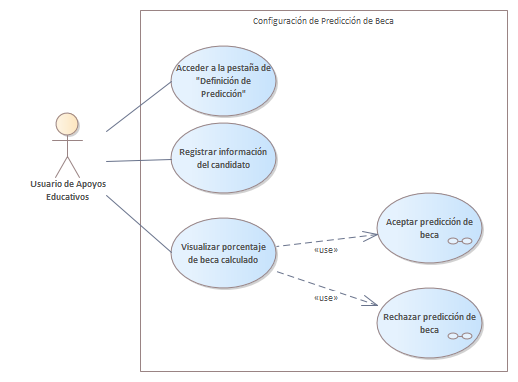 Configuración de Predicción de Beca
Acceder a la pestaña de
"Definición de
Predicción"
Registrar información
del candidato
Usuario de Apoyos
Educativos
Visualizar porcentaje
de beca calculado
«use»
«use»
Aceptar predicción de
beca
Rechazar predicción de
beca